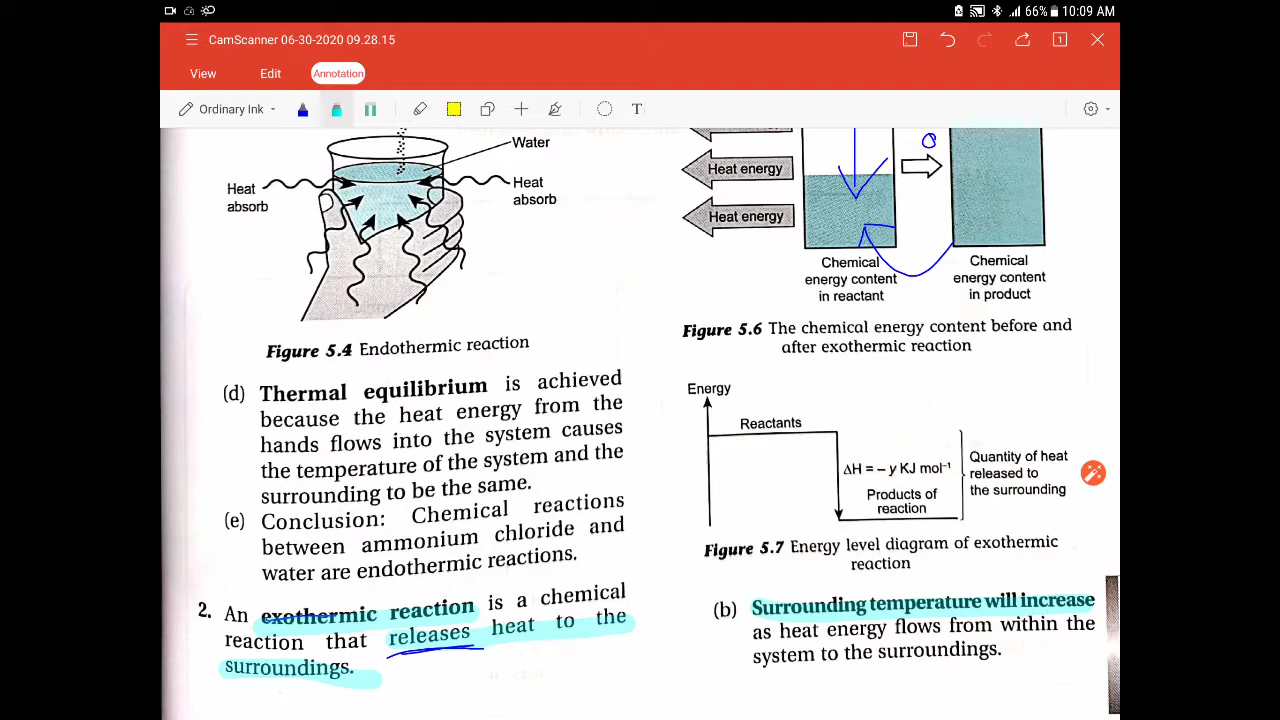 66% 10:09 AM
CamScanner 06-30-2020 09.28.15
1
View Edit Annotation
Ordinary Ink T
Water
Heat
absorb
Heat
absorb
Figure 5.4 Endothermic reaction
(d) Thermal equilibrium is achieved
because the heat energy from the
hands flows into the system causes
the temperature of the system and the
surrounding to be the same.
(e) Conclusion: Chemical reactions
between ammonium chloride and
water are endothermic reactions.
2. An exothermic reaction is a chemical
reaction that releases heat to the
surroundings.
Heat energy
Heat energy
Chemical
energy content
in reactant
Chemical
energy content
in product
Figure 5.6 The chemical energy content before and
after exothermic reaction
Energy
Reactants
ΔH = – y KJ mol⁻¹
Products of
reaction
Quantity of heat
released to
the surrounding
Figure 5.7 Energy level diagram of exothermic
reaction
(b) Surrounding temperature will increase
as heat energy flows from within the
system to the surroundings.